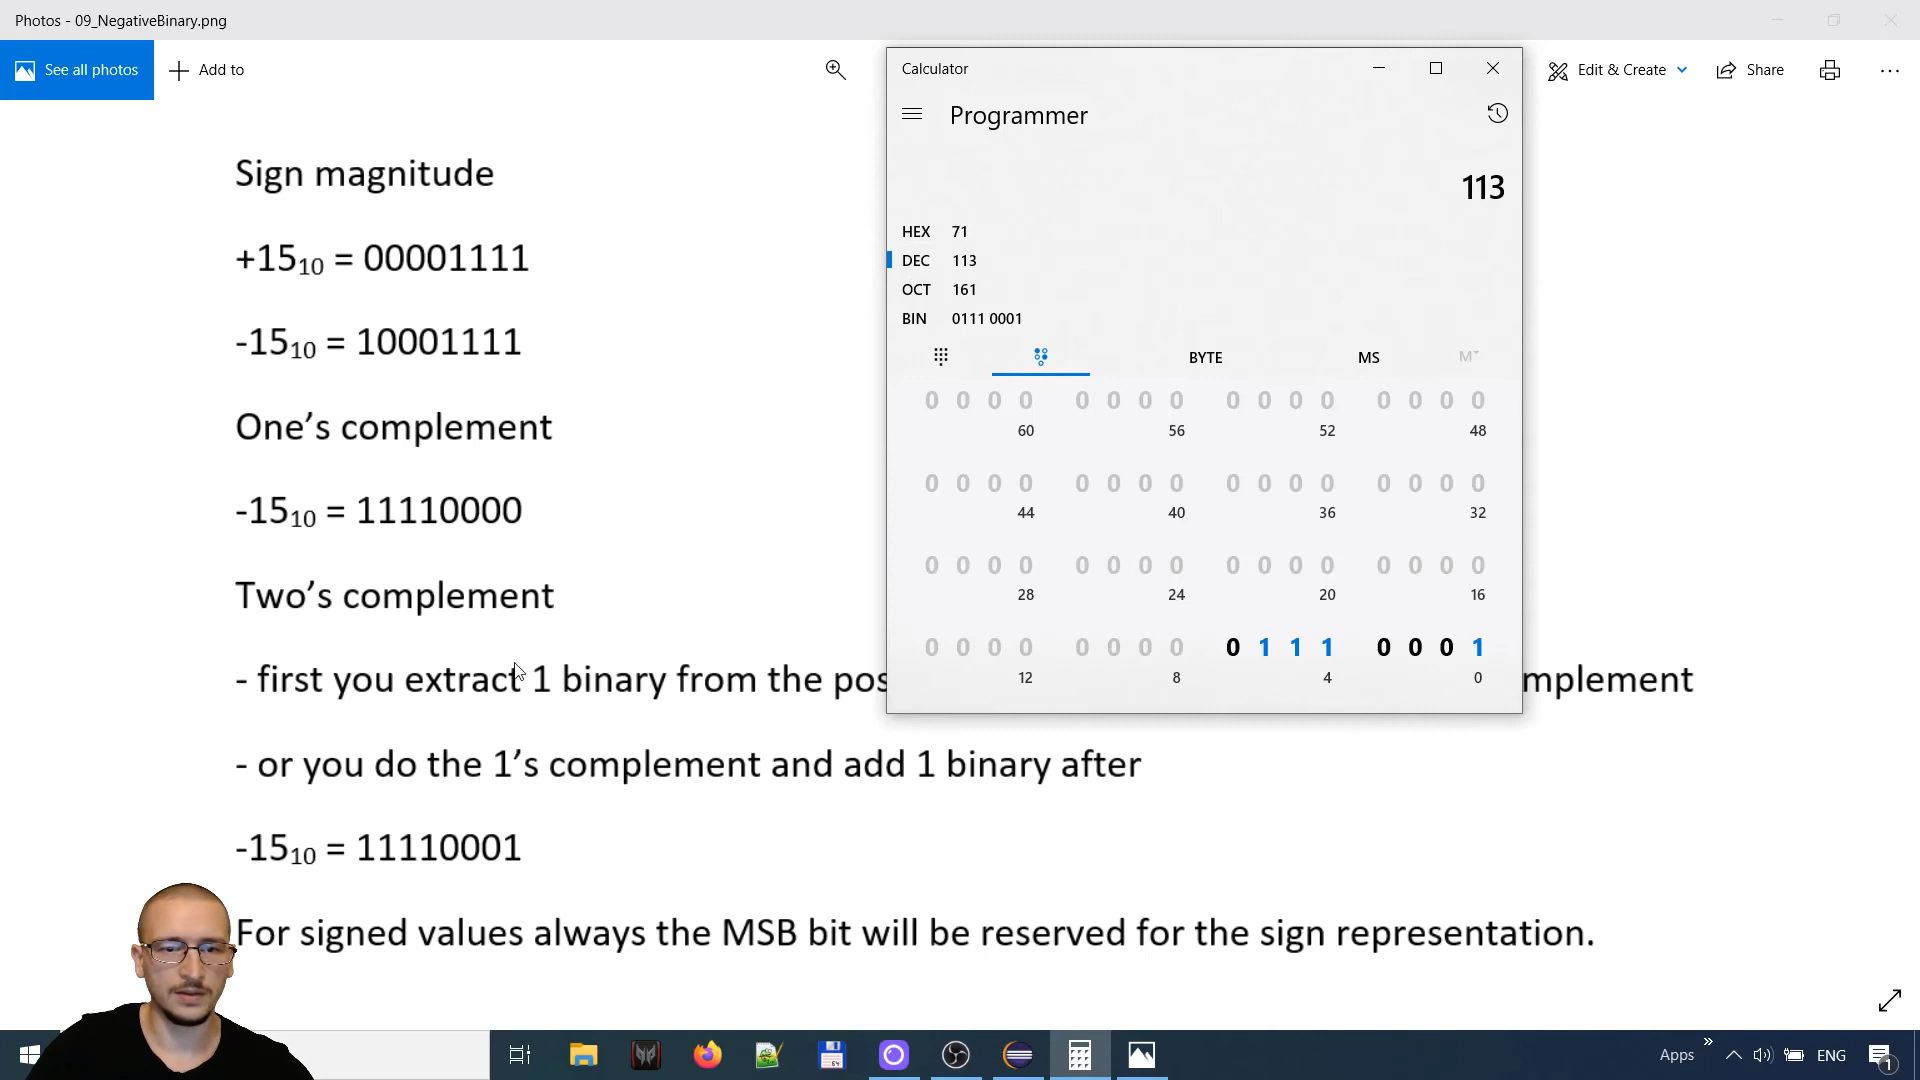 Photos - 09_NegativeBinary.png
See all photos
Add to
Edit & Create
Share
Sign magnitude
+15₁₀ = 00001111
-15₁₀ = 10001111
One’s complement
-15₁₀ = 11110000
Two’s complement
- first you extract 1 binary from the pos
mplement
- or you do the 1’s complement and add 1 binary after
-15₁₀ = 11110001
For signed values always the MSB bit will be reserved for the sign representation.
Calculator
Programmer
113
HEX 71
DEC 113
OCT 161
BIN 0111 0001
BYTE MS M
0 0 0 0 0 0 0 0 0 0 0 0 0 0 0 0
60 56 52 48
0 0 0 0 0 0 0 0 0 0 0 0 0 0 0 0
44 40 36 32
0 0 0 0 0 0 0 0 0 0 0 0 0 0 0 0
28 24 20 16
0 0 0 0 0 0 0 0 0 1 1 1 0 0 0 1
12 8 4 0
64
Apps » ENG 1